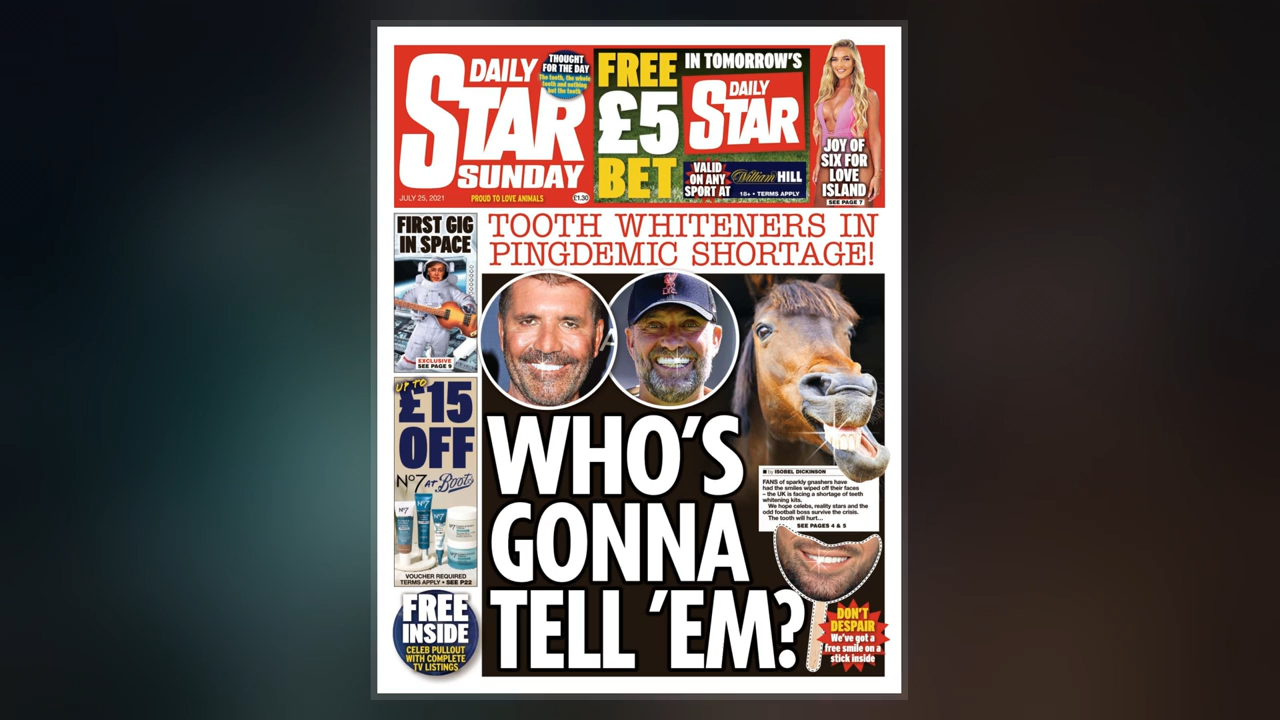 DAILY
STAR
SUNDAY
THOUGHT
FOR THE DAY
The tooth, the whole
tooth and nothing
but the tooth
JULY 25, 2021
PROUD TO LOVE ANIMALS
£1.30
FREE
£5
BET
IN TOMORROW'S
DAILY
STAR
VALID
ON ANY
SPORT AT
William HILL
18+ • TERMS APPLY
JOY OF
SIX FOR
LOVE
ISLAND
SEE PAGE 7
FIRST GIG
IN SPACE
EXCLUSIVE
SEE PAGE 9
TOOTH WHITENERS IN
PINGDEMIC SHORTAGE!
WHO'S
GONNA
TELL 'EM?
■ by ISOBEL DICKINSON
FANS of sparkly gnashers have
had the smiles wiped off their faces
– the UK is facing a shortage of teeth
whitening kits.
We hope celebs, reality stars and the
odd football boss survive the crisis.
The tooth will hurt...
SEE PAGES 4 & 5
DON'T
DESPAIR
We've got a
free smile on a
stick inside
UP TO
£15
OFF
No7 AT Boots
No7
No7
No7
No7
VOUCHER REQUIRED
TERMS APPLY • SEE P22
FREE
INSIDE
CELEB PULLOUT
WITH COMPLETE
TV LISTINGS